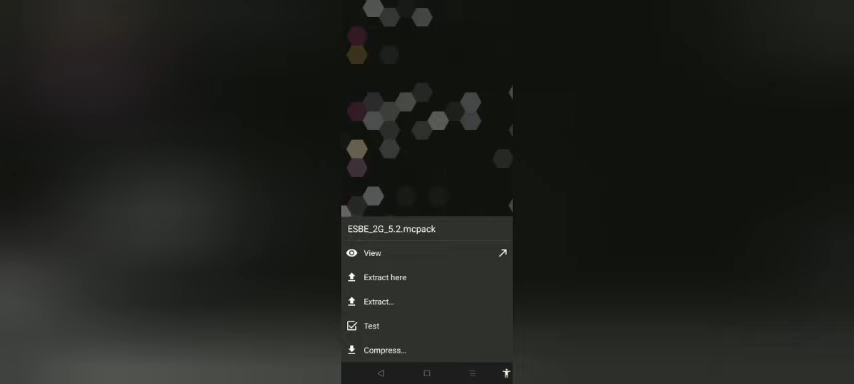 ESBE_2G_5.2.mcpack
View
Extract here
Extract...
Test
Compress...